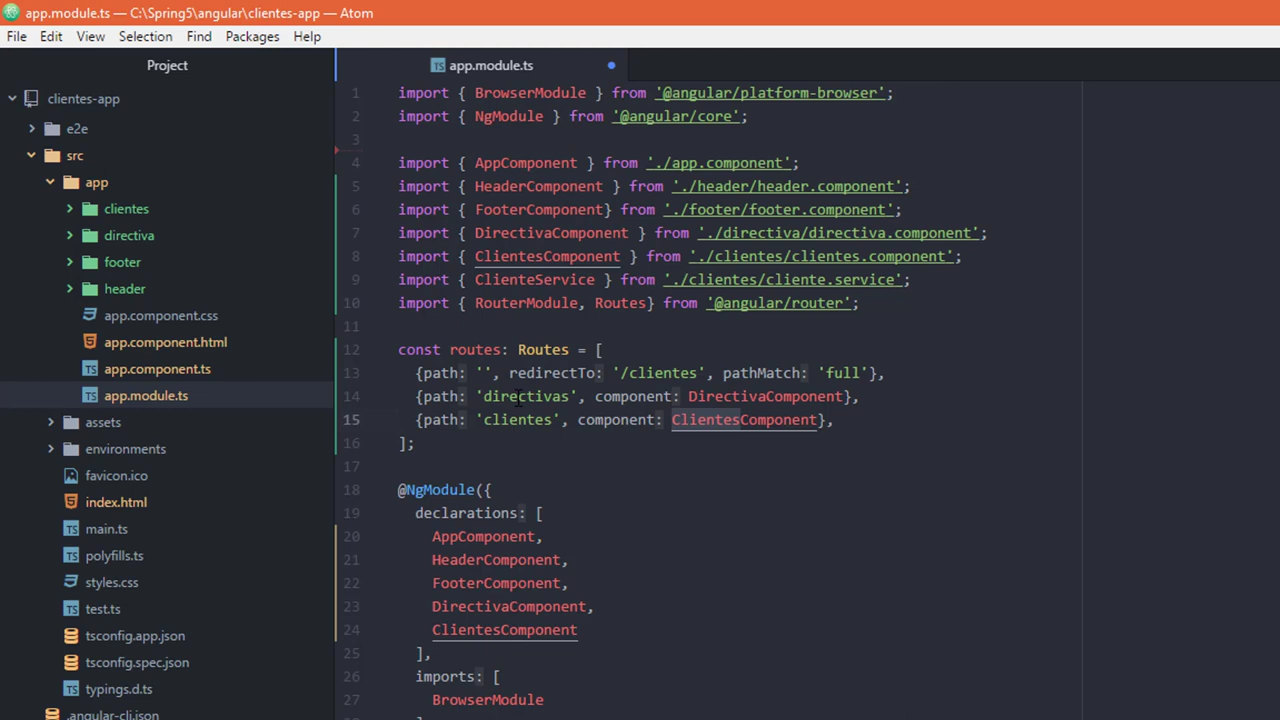 app.module.ts — C:\Spring5\angular\clientes-app — Atom
File Edit View Selection Find Packages Help
Project
clientes-app
e2e
src
app
clientes
directiva
footer
header
app.component.css
app.component.html
app.component.ts
app.module.ts
assets
environments
favicon.ico
index.html
main.ts
polyfills.ts
styles.css
test.ts
tsconfig.app.json
tsconfig.spec.json
typings.d.ts
.angular-cli.json
TS app.module.ts
1 import { BrowserModule } from '@angular/platform-browser';
2 import { NgModule } from '@angular/core';
3
4 import { AppComponent } from './app.component';
5 import { HeaderComponent } from './header/header.component';
6 import { FooterComponent} from './footer/footer.component';
7 import { DirectivaComponent } from './directiva/directiva.component';
8 import { ClientesComponent } from './clientes/clientes.component';
9 import { ClienteService } from './clientes/cliente.service';
10 import { RouterModule, Routes} from '@angular/router';
11
12 const routes: Routes = [
13 {path: '', redirectTo: '/clientes', pathMatch: 'full'},
14 {path: 'directivas', component: DirectivaComponent},
15 {path: 'clientes', component: ClientesComponent},
16 ];
17
18 @NgModule({
19 declarations: [
20 AppComponent,
21 HeaderComponent,
22 FooterComponent,
23 DirectivaComponent,
24 ClientesComponent
25 ],
26 imports: [
27 BrowserModule